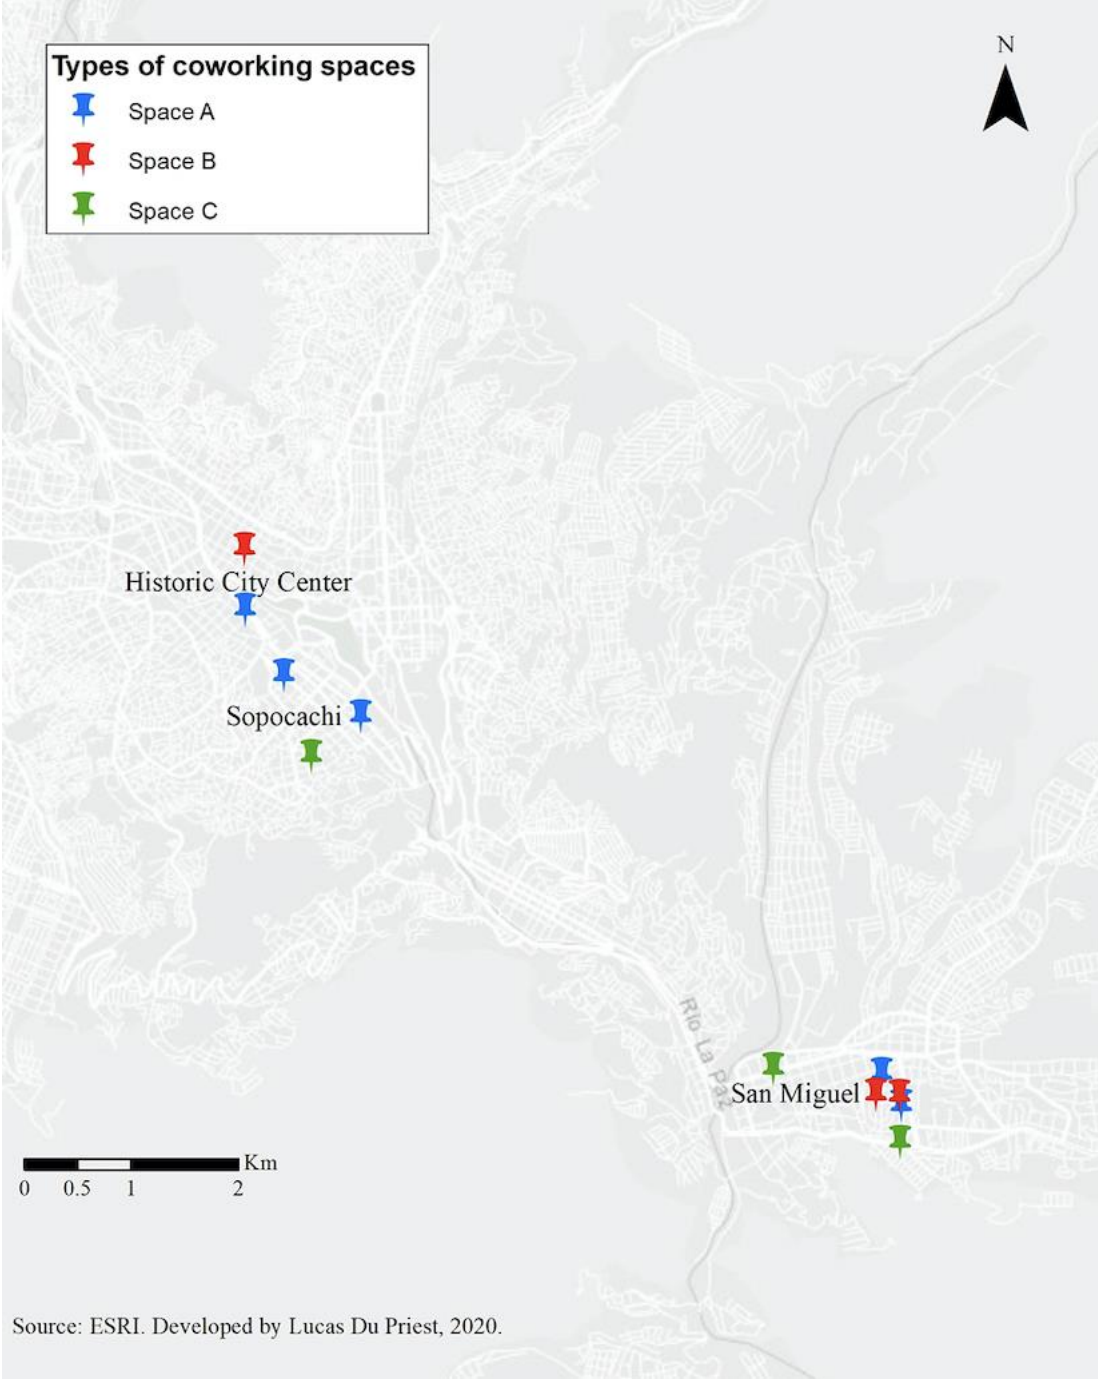 Types of coworking spaces
Space A
Space B
Space C
N
Historic City Center
Sopocachi
Río La Paz
San Miguel
Km
0 0.5 1 2
Source: ESRI. Developed by Lucas Du Priest, 2020.